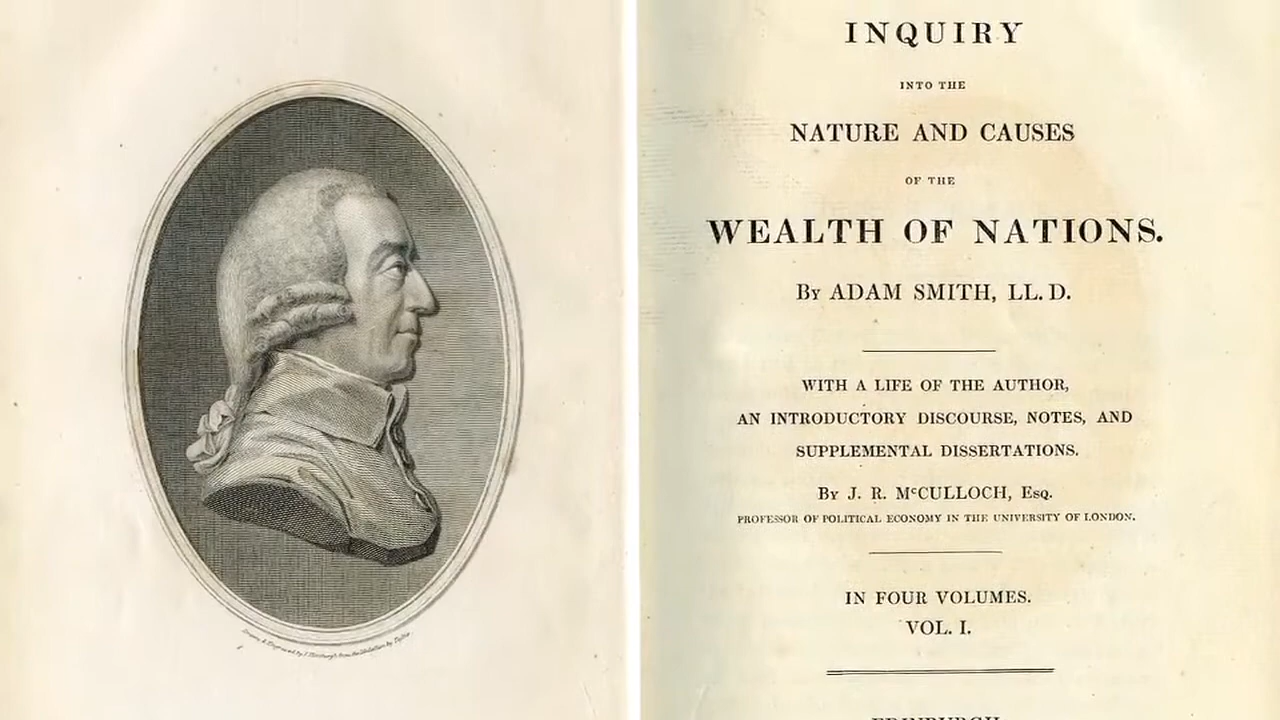 INQUIRY
INTO THE
NATURE AND CAUSES
OF THE
WEALTH OF NATIONS.
By ADAM SMITH, LL. D.
WITH A LIFE OF THE AUTHOR,
AN INTRODUCTORY DISCOURSE, NOTES, AND
SUPPLEMENTAL DISSERTATIONS.
By J. R. McCULLOCH, Esq.
PROFESSOR OF POLITICAL ECONOMY IN THE UNIVERSITY OF LONDON.
IN FOUR VOLUMES.
VOL. I.
EDINBURGH